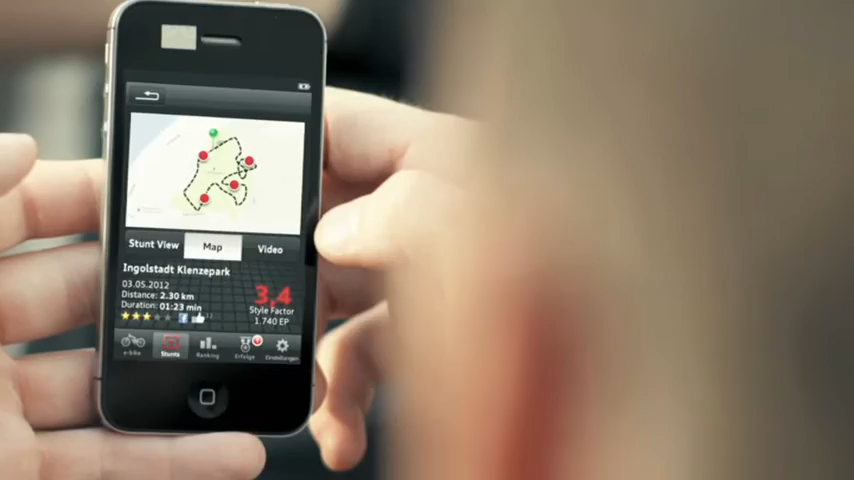 Stunt View Map Video
Ingolstadt Klenzepark
03.05.2012
Distance: 2.30 km
Duration: 01:23 min
3,4
Style Factor
1.740 EP
e-bike Stunts Ranking Erfolge Einstellungen